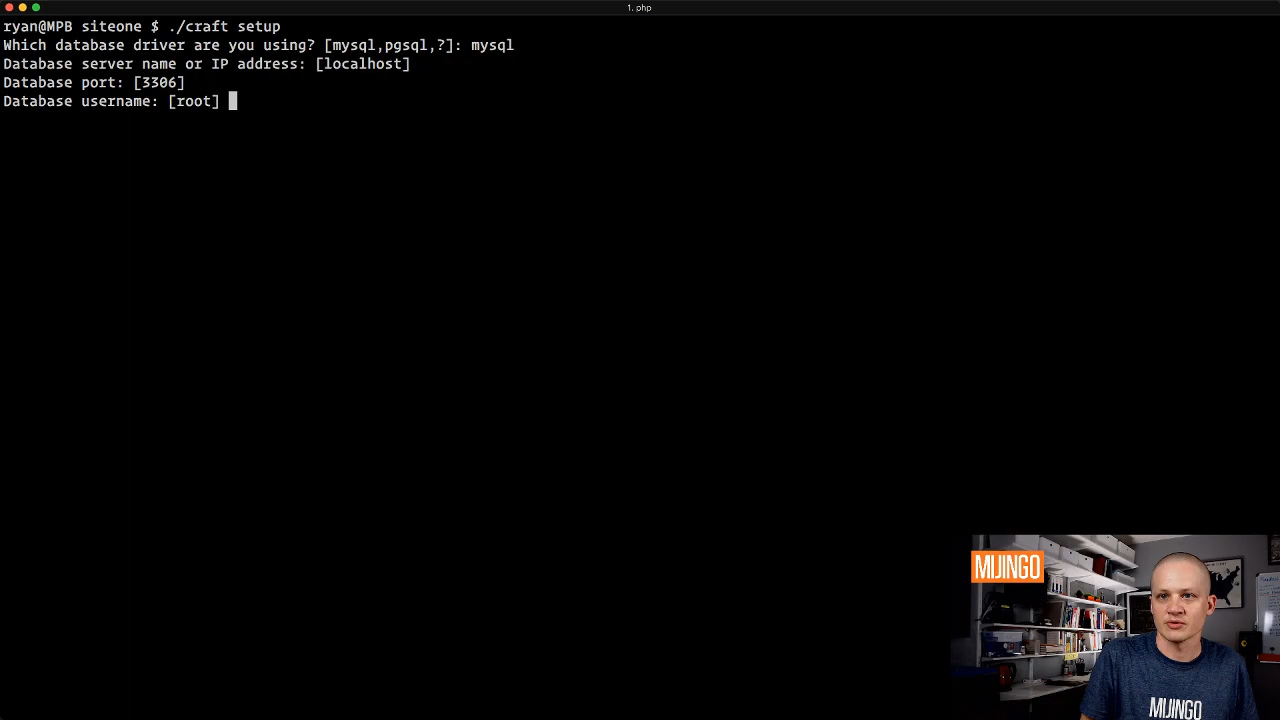 1. php
ryan@MPB siteone $ ./craft setup
Which database driver are you using? [mysql,pgsql,?]: mysql
Database server name or IP address: [localhost]
Database port: [3306]
Database username: [root]
MIJINGO
MIJINGO